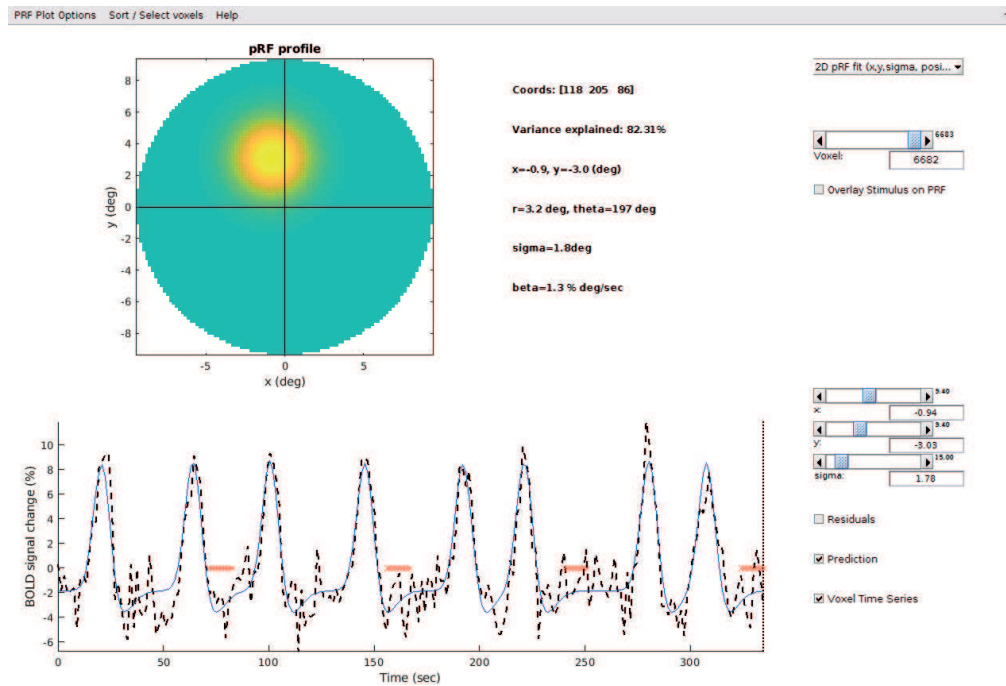 PRF Plot Options Sort / Select voxels Help
pRF profile
8
6
4
2
0
-2
-4
-6
-8
y (deg)
-5 0 5
x (deg)
Coords: [118 205 86]
Variance explained: 82.31%
x=-0.9, y=-3.0 (deg)
r=3.2 deg, theta=197 deg
sigma=1.8deg
beta=1.3 % deg/sec
2D pRF fit (x,y,sigma, posi...
6683
Voxel: 6682
Overlay Stimulus on PRF
9.40
x: -0.94
9.40
y: -3.03
15.00
sigma: 1.78
Residuals
Prediction
Voxel Time Series
10
8
6
4
2
0
-2
-4
-6
BOLD signal change (%)
0 50 100 150 200 250 300
Time (sec)